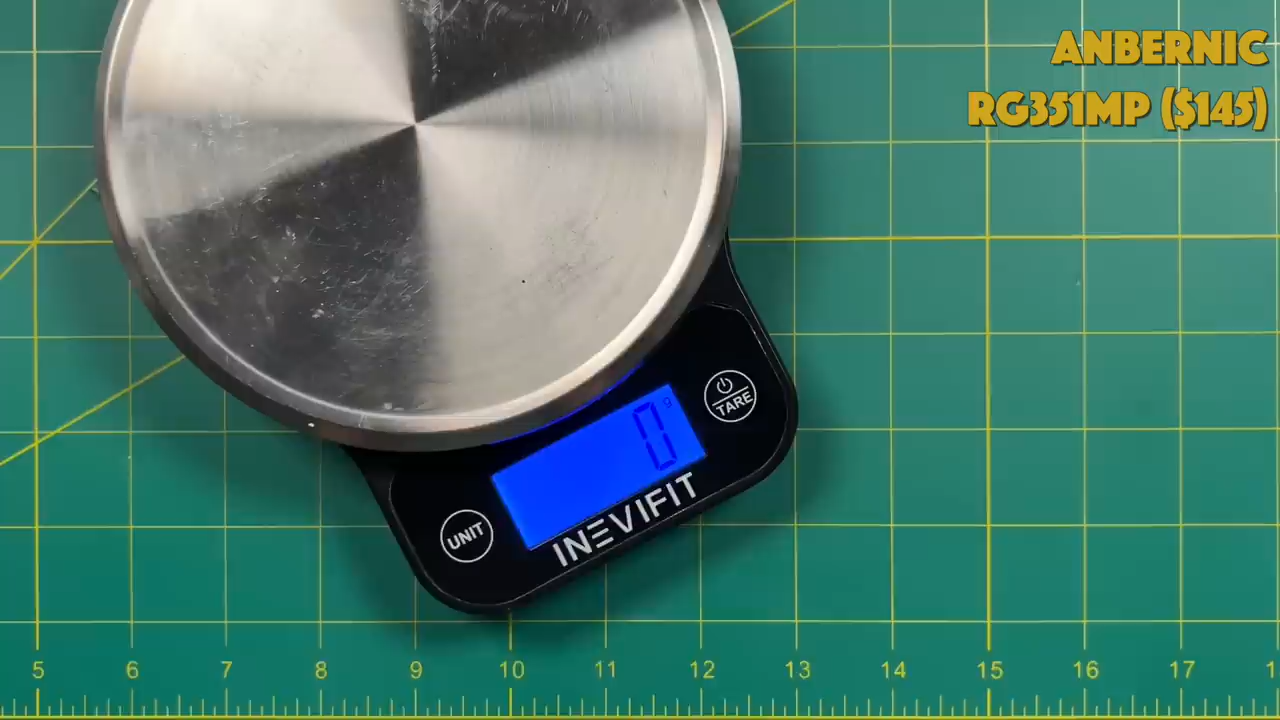 ANBERNIC
RG351MP ($145)
0 g
TARE
UNIT
INEVIFIT
5 6 7 8 9 10 11 12 13 14 15 16 17